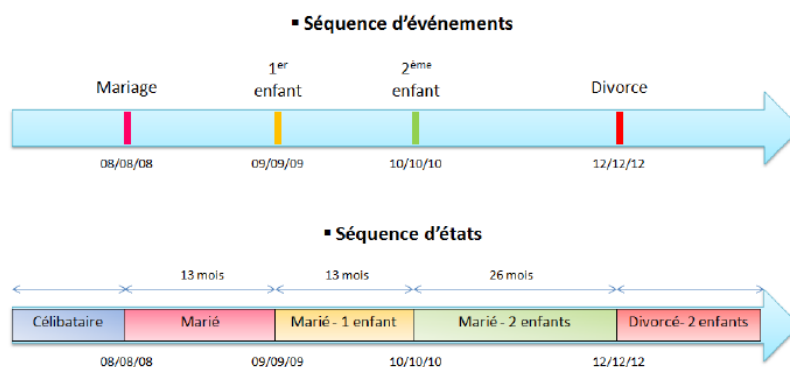 ▪ Séquence d'événements
Mariage
1er
enfant
2ème
enfant
Divorce
08/08/08
09/09/09
10/10/10
12/12/12
▪ Séquence d'états
13 mois
13 mois
26 mois
Célibataire
Marié
Marié - 1 enfant
Marié - 2 enfants
Divorcé- 2 enfants
08/08/08
09/09/09
10/10/10
12/12/12